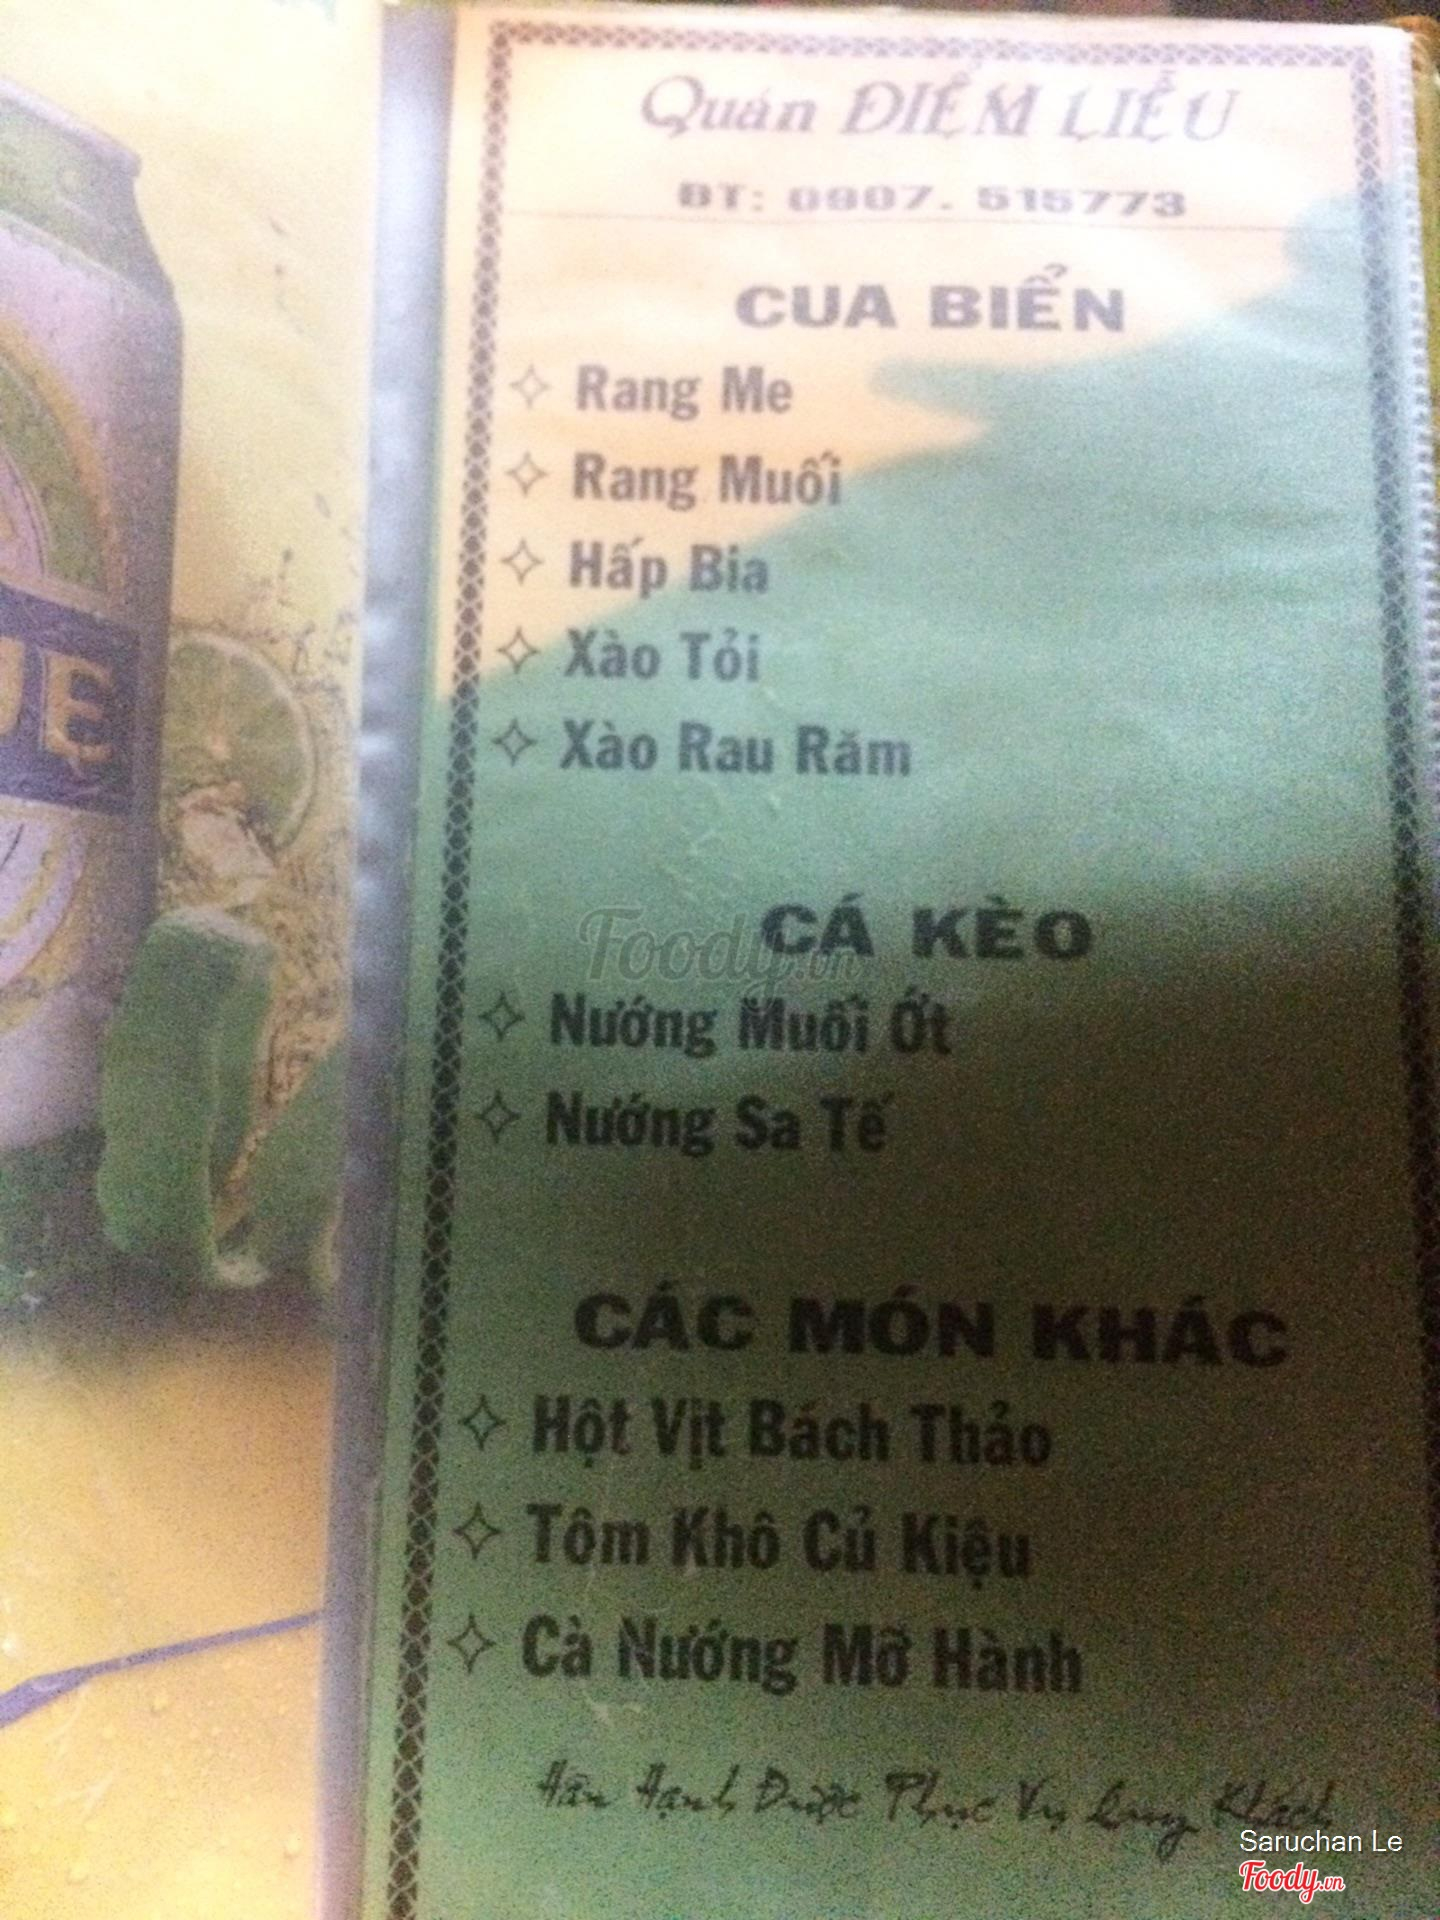 Quán ĐIỂM LIỄU
ĐT: 0907. 515773
CUA BIỂN
Rang Me
Rang Muối
Hấp Bia
Xào Tỏi
Xào Rau Răm
CÁ KÈO
Nướng Muối Ớt
Nướng Sa Tế
CÁC MÓN KHÁC
Hột Vịt Bách Thảo
Tôm Khô Củ Kiệu
Cà Nướng Mỡ Hành
Hân Hạnh Được Phục Vụ Khách
Foody.vn
Saruchan Le
Foody.vn